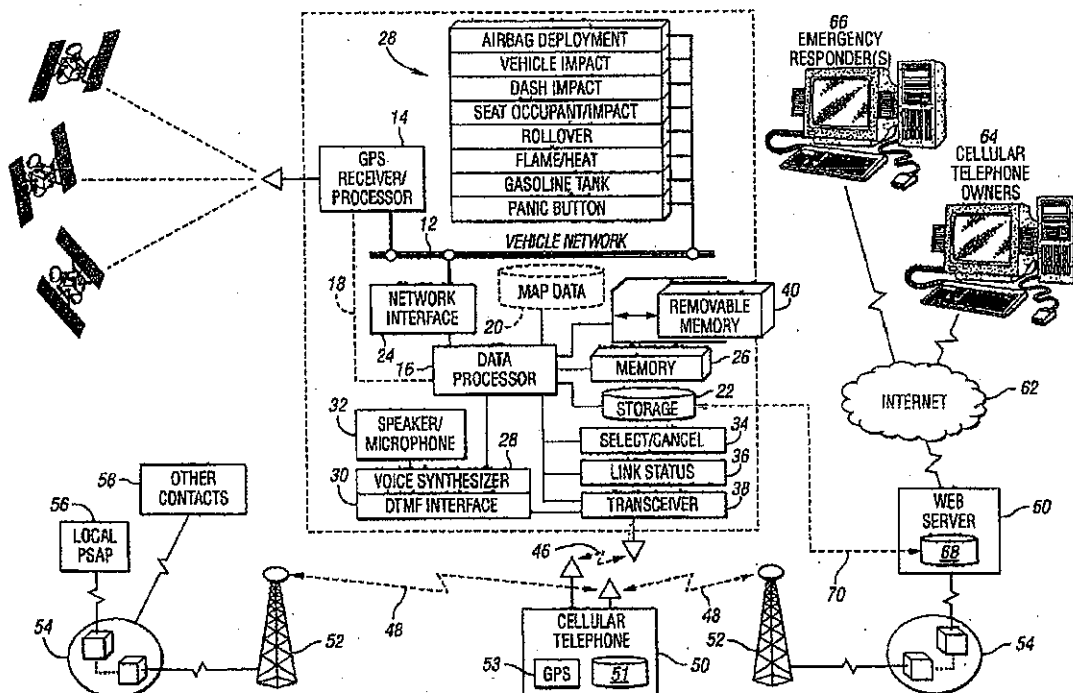 66
EMERGENCY
RESPONDER(S)
28
AIRBAG DEPLOYMENT
VEHICLE IMPACT
DASH IMPACT
SEAT OCCUPANT/IMPACT
ROLLOVER
FLAME/HEAT
GASOLINE TANK
PANIC BUTTON
14
GPS
RECEIVER/
PROCESSOR
64
CELLULAR
TELEPHONE
OWNERS
12
VEHICLE NETWORK
18
NETWORK
INTERFACE
24
MAP DATA
20
REMOVABLE
MEMORY
40
16
DATA
PROCESSOR
MEMORY
26
22
STORAGE
INTERNET
62
32
SPEAKER/
MICROPHONE
SELECT/CANCEL
34
28
LINK STATUS
36
30
VOICE SYNTHESIZER
DTMF INTERFACE
TRANSCEIVER
38
58
OTHER
CONTACTS
56
LOCAL
PSAP
WEB
SERVER
60
68
46
70
48
48
54
52
CELLULAR
TELEPHONE
53
GPS
51
50
52
54